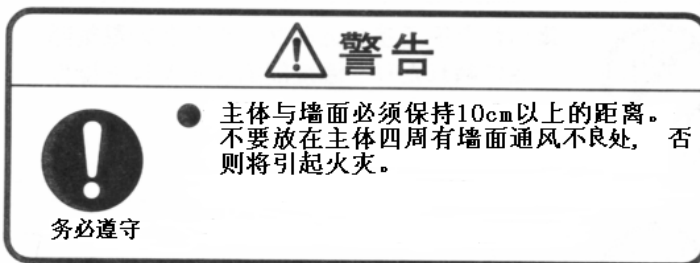 警告
● 主体与墙面必须保持10cm以上的距离。
不要放在主体四周有墙面通风不良处, 否
则将引起火灾。
务必遵守